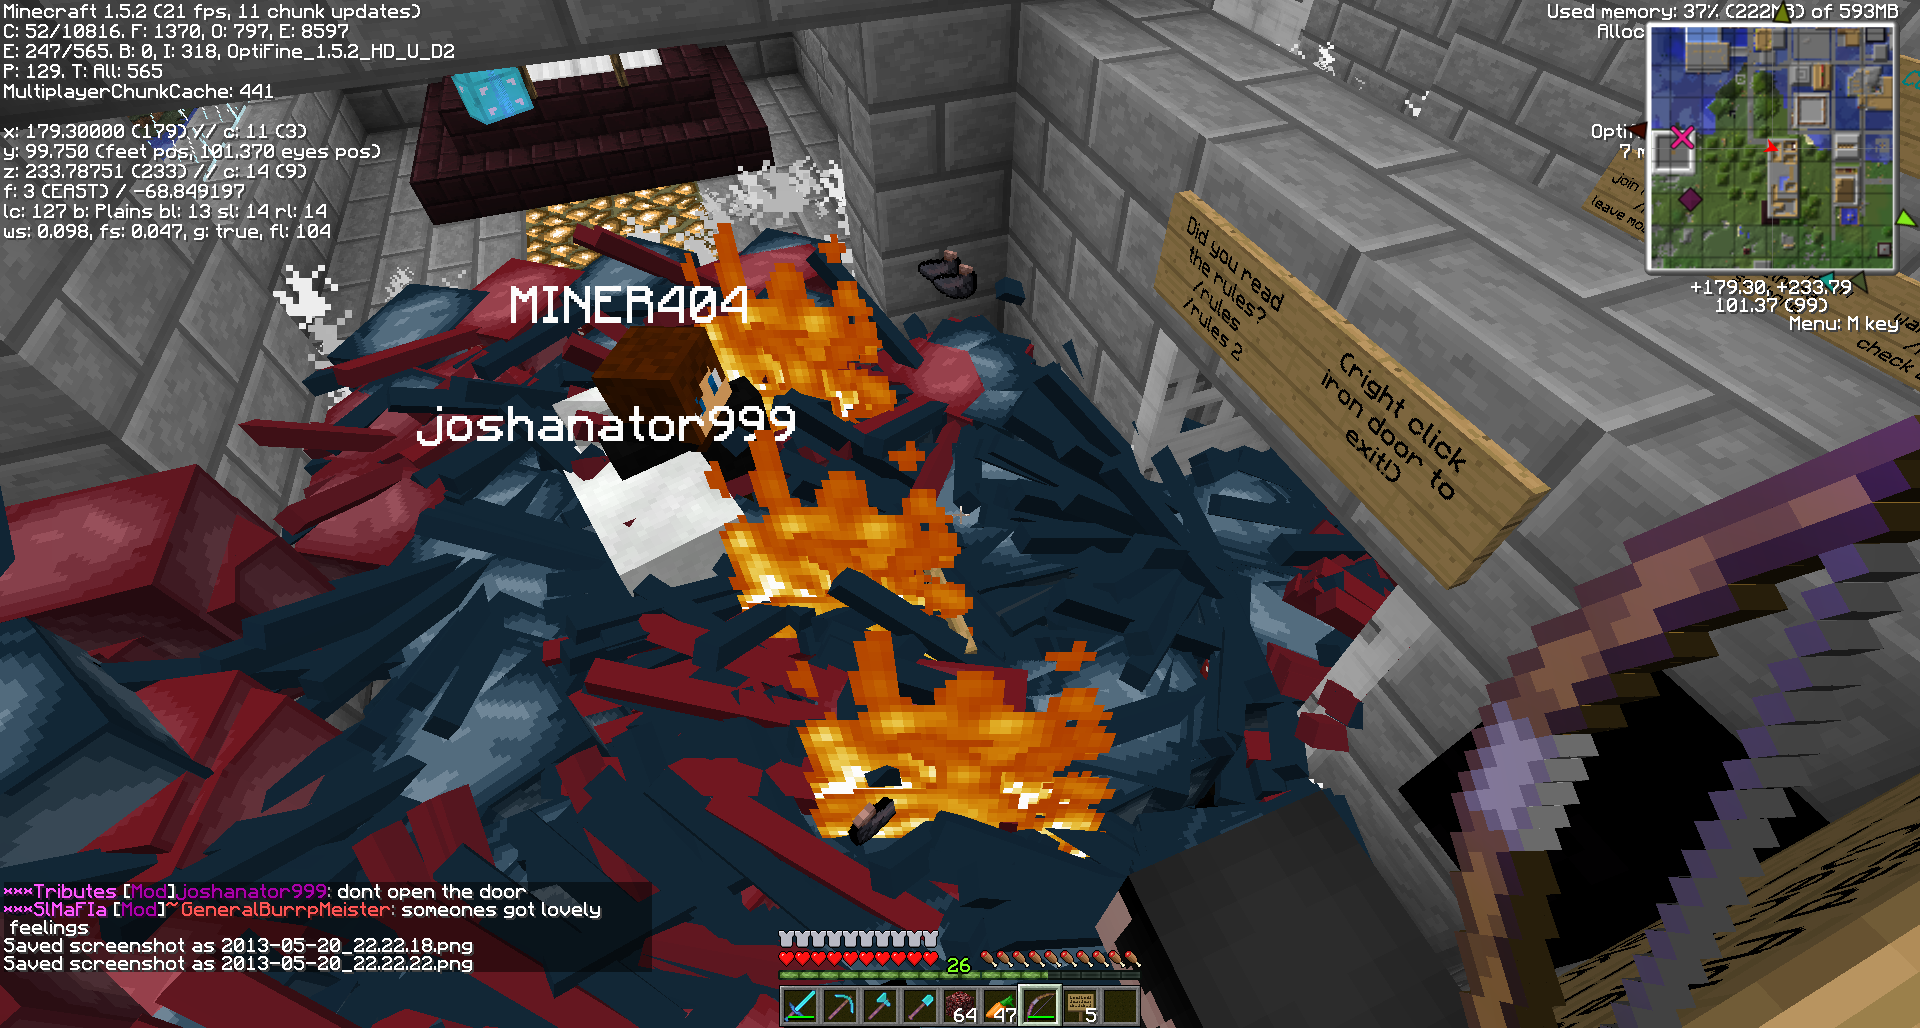 Minecraft 1.5.2 (21 fps, 11 chunk updates)
C: 52/10816. F: 1370, O: 797, E: 8597
E: 247/565. B: 0, I: 318, OptiFine_1.5.2_HD_U_D2
P: 129. T: All: 565
MultiplayerChunkCache: 441
x: 179.30000 (179) // c: 11 (3)
y: 99.750 (feet pos, 101.370 eyes pos)
z: 233.78751 (233) // c: 14 (9)
f: 3 (EAST) / -68.849197
lc: 127 b: Plains bl: 13 sl: 14 rl: 14
ws: 0.098, fs: 0.047, g: true, fl: 104
Used memory: 37% (222MB) of 593MB
Alloc
Opti
7 m
join
leave mo
+179.30, +233.79
101.37 (99)
Menu: M key
check
Did you read
the rules?
/rules
/rules 2
(right click
iron door to
exit!)
MINER404
joshanator999
×××Tributes [Mod]joshanator999: dont open the door
×××SlMaFIa [Mod]~GeneralBurrpMeister: someones got lovely
feelings
Saved screenshot as 2013-05-20_22.22.18.png
Saved screenshot as 2013-05-20_22.22.22.png
26
64
47
5